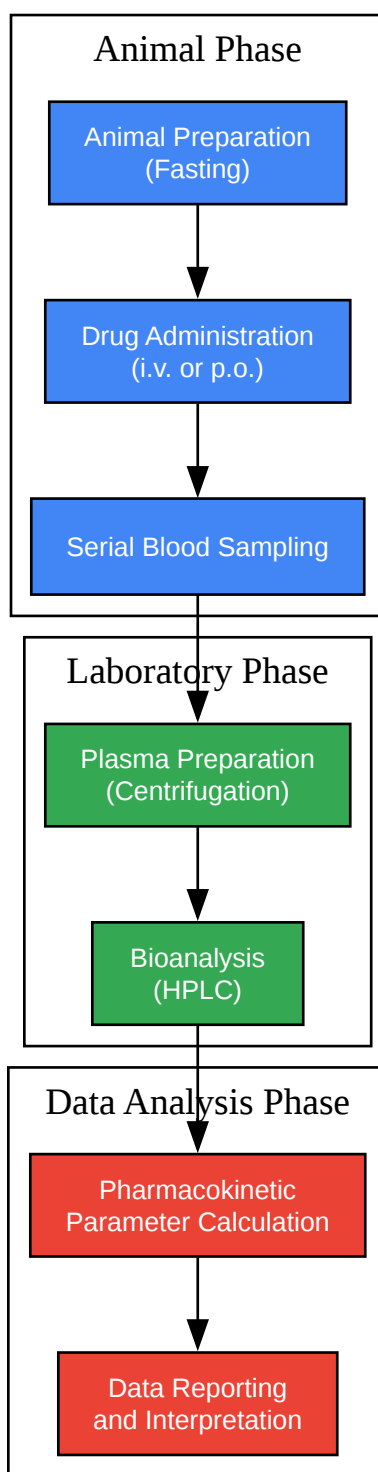 Animal Phase
Animal Preparation
(Fasting)
Drug Administration
(i.v. or p.o.)
Serial Blood Sampling
Laboratory Phase
Plasma Preparation
(Centrifugation)
Bioanalysis
(HPLC)
Data Analysis Phase
Pharmacokinetic
Parameter Calculation
Data Reporting
and Interpretation